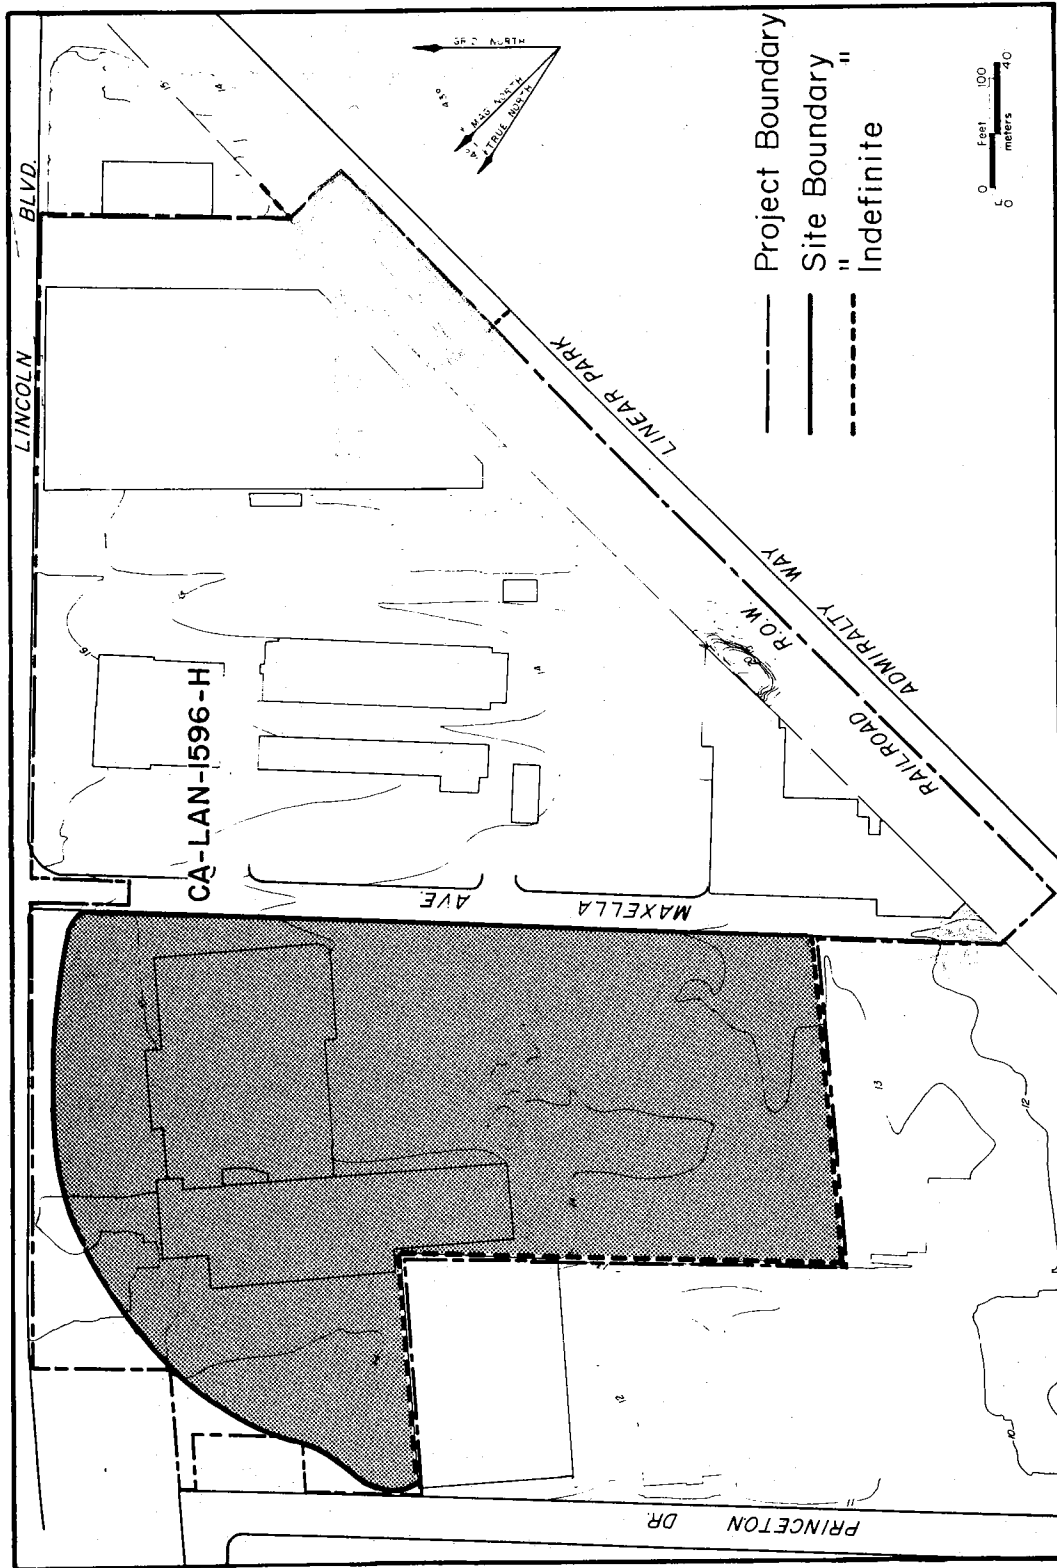 LINCOLN BLVD.
GRID NORTH
MAG NORTH
TRUE NORTH
15
14
16
CA-LAN-1596-H
MAXELLA AVE.
PRINCETON DR.
LINEAR PARK
ADMIRALTY WAY
RAILROAD R.O.W.
20
14
13
12
12
11
10
Project Boundary
Site Boundary
" "
Indefinite
0 Feet 100
0 meters 40